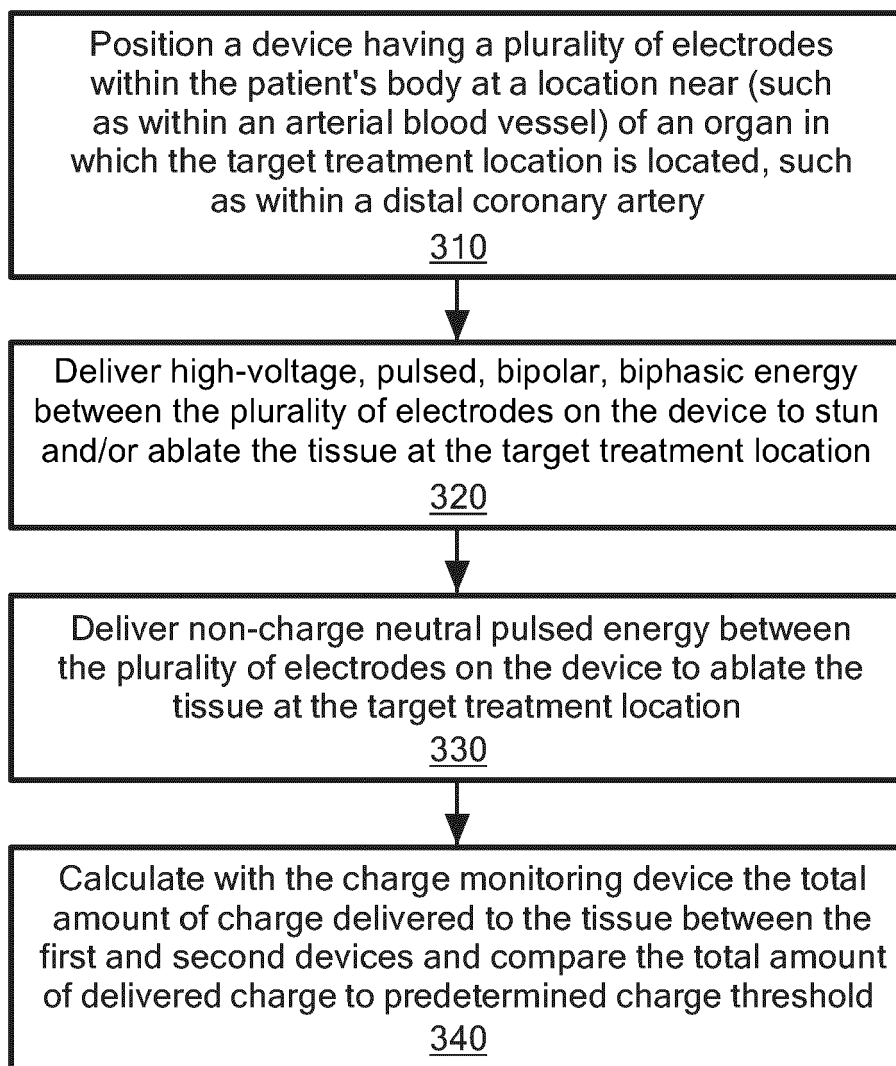 Position a device having a plurality of electrodes
within the patient's body at a location near (such
as within an arterial blood vessel) of an organ in
which the target treatment location is located, such
as within a distal coronary artery
310
Deliver high-voltage, pulsed, bipolar, biphasic energy
between the plurality of electrodes on the device to stun
and/or ablate the tissue at the target treatment location
320
Deliver non-charge neutral pulsed energy between
the plurality of electrodes on the device to ablate the
tissue at the target treatment location
330
Calculate with the charge monitoring device the total
amount of charge delivered to the tissue between the
first and second devices and compare the total amount
of delivered charge to predetermined charge threshold
340